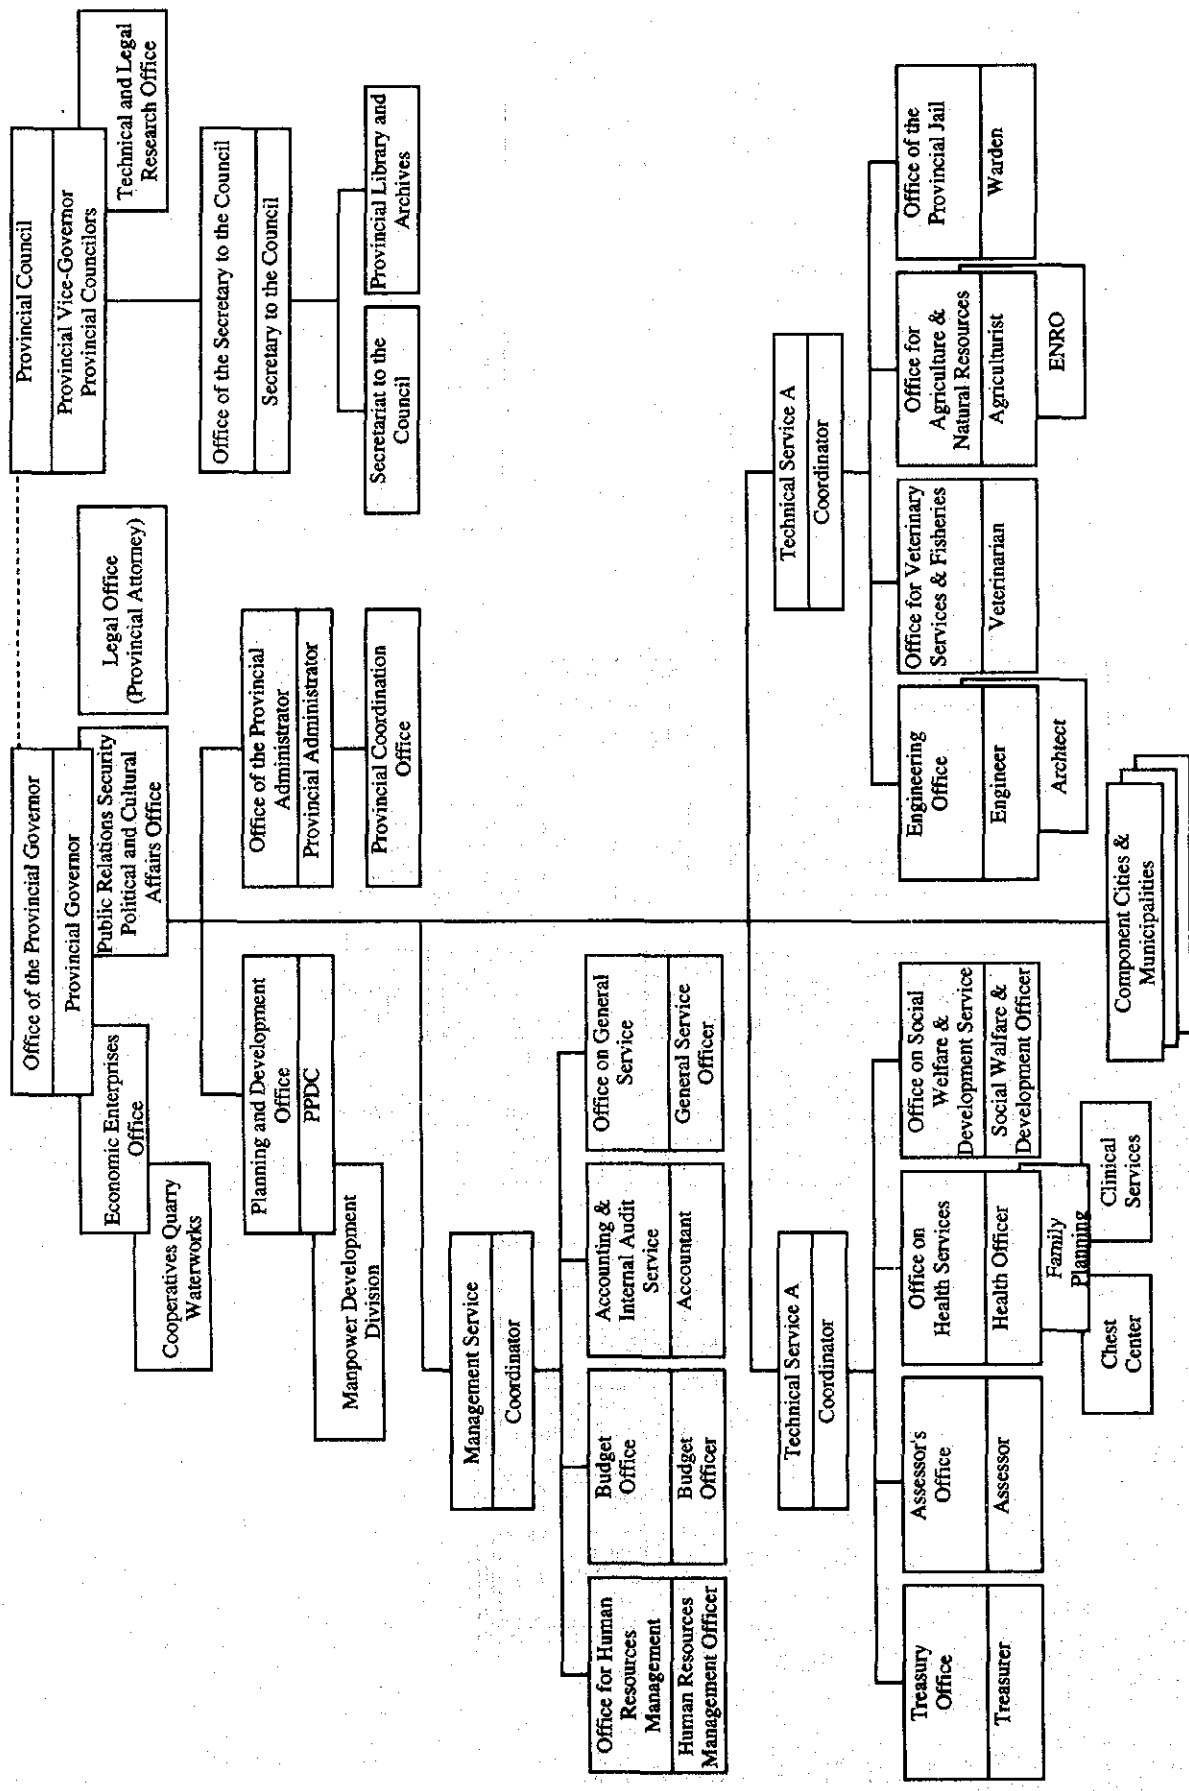 Office of the Provincial Governor
Provincial Governor
Economic Enterprises
Office
Cooperatives Quarry
Waterworks
Public Relations Security
Political and Cultural
Affairs Office
Legal Office
(Provincial Attorney)
Provincial Council
Provincial Vice-Governor
Provincial Councilors
Technical and Legal
Research Office
Planning and Development
Office
PPDC
Manpower Development
Division
Office of the Provincial
Administrator
Provincial Administrator
Provincial Coordination
Office
Office of the Secretary to the Council
Secretary to the Council
Secretariat to the
Council
Provincial Library and
Archives
Management Service
Coordinator
Office for Human
Resources
Management
Human Resources
Management Officer
Budget
Office
Budget
Officer
Accounting &
Internal Audit
Service
Accountant
Office on General
Service
General Service
Officer
Technical Service A
Coordinator
Treasury
Office
Treasurer
Assessor's
Office
Assessor
Office on
Health Services
Health Officer
Family
Planning
Chest
Center
Clinical
Services
Office on Social
Welfare &
Development Service
Social Walfare &
Development Officer
Technical Service A
Coordinator
Engineering
Office
Engineer
Archtect
Office for Veterinary
Services & Fisheries
Veterinarian
Office for
Agriculture &
Natural Resources
Agriculturist
ENRO
Office of the
Provincial Jail
Warden
Component Cities &
Municipalities